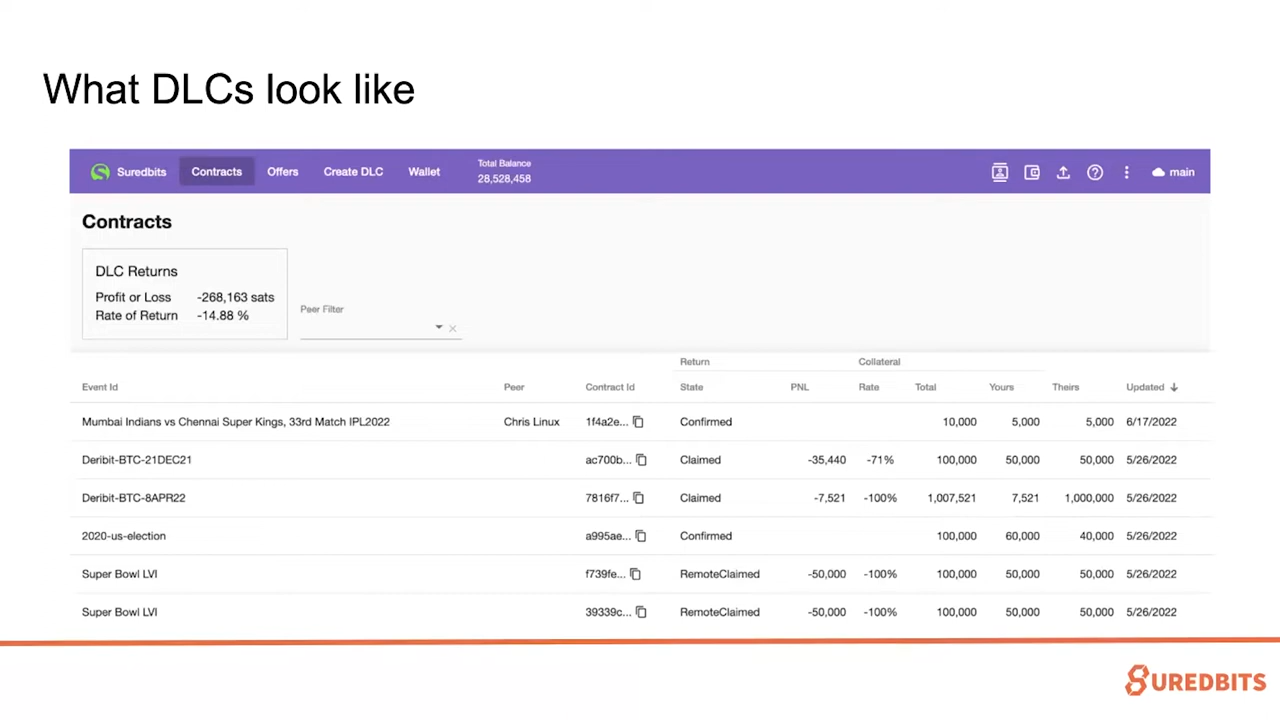 What DLCs look like
Suredbits Contracts Offers Create DLC Wallet Total Balance 28,528,458 main
Contracts
DLC Returns
Profit or Loss -268,163 sats
Rate of Return -14.88 %
Peer Filter
Return Collateral
Event Id Peer Contract Id State PNL Rate Total Yours Theirs Updated
Mumbai Indians vs Chennai Super Kings, 33rd Match IPL2022 Chris Linux 1f4a2e... Confirmed 10,000 5,000 5,000 6/17/2022
Deribit-BTC-21DEC21 ac700b... Claimed -35,440 -71% 100,000 50,000 50,000 5/26/2022
Deribit-BTC-8APR22 7816f7... Claimed -7,521 -100% 1,007,521 7,521 1,000,000 5/26/2022
2020-us-election a995ae... Confirmed 100,000 60,000 40,000 5/26/2022
Super Bowl LVI f739fe... RemoteClaimed -50,000 -100% 100,000 50,000 50,000 5/26/2022
Super Bowl LVI 39339c... RemoteClaimed -50,000 -100% 100,000 50,000 50,000 5/26/2022
SUREDBITS